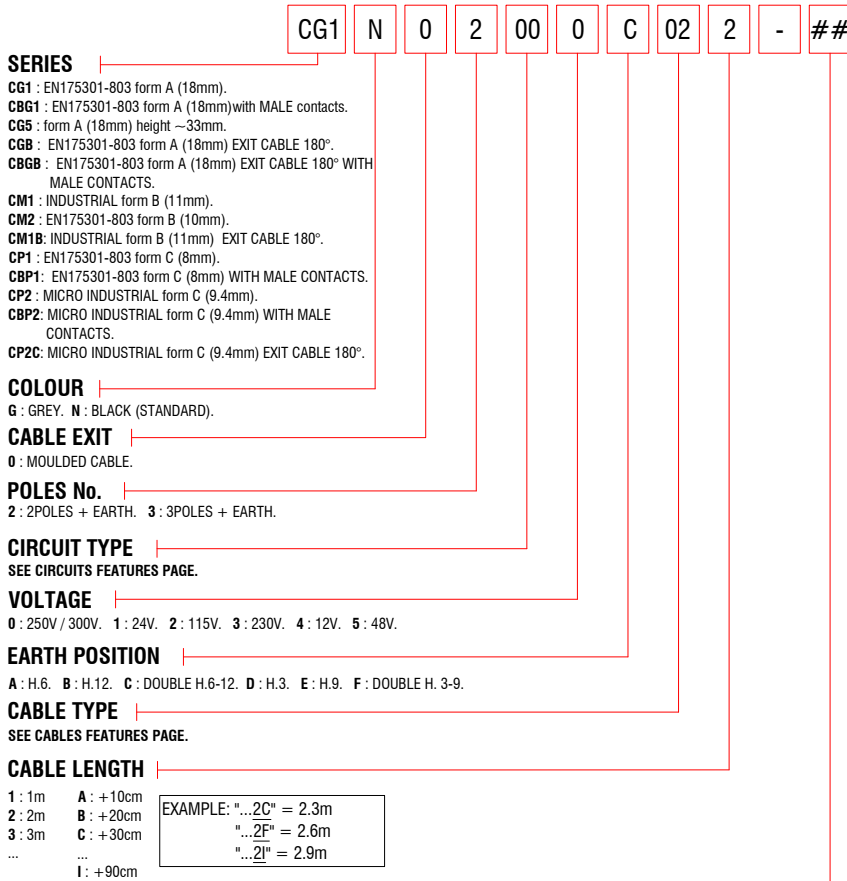 CG1 N 0 2 00 0 C 02 2 - ##
SERIES
CG1 : EN175301-803 form A (18mm).
CBG1 : EN175301-803 form A (18mm)with MALE contacts.
CG5 : form A (18mm) height ~33mm.
CGB : EN175301-803 form A (18mm) EXIT CABLE 180°.
CBGB : EN175301-803 form A (18mm) EXIT CABLE 180° WITH
MALE CONTACTS.
CM1 : INDUSTRIAL form B (11mm).
CM2 : EN175301-803 form B (10mm).
CM1B: INDUSTRIAL form B (11mm) EXIT CABLE 180°.
CP1 : EN175301-803 form C (8mm).
CBP1: EN175301-803 form C (8mm) WITH MALE CONTACTS.
CP2 : MICRO INDUSTRIAL form C (9.4mm).
CBP2: MICRO INDUSTRIAL form C (9.4mm) WITH MALE
CONTACTS.
CP2C: MICRO INDUSTRIAL form C (9.4mm) EXIT CABLE 180°.
COLOUR
G : GREY. N : BLACK (STANDARD).
CABLE EXIT
0 : MOULDED CABLE.
POLES No.
2 : 2POLES + EARTH. 3 : 3POLES + EARTH.
CIRCUIT TYPE
SEE CIRCUITS FEATURES PAGE.
VOLTAGE
0 : 250V / 300V. 1 : 24V. 2 : 115V. 3 : 230V. 4 : 12V. 5 : 48V.
EARTH POSITION
A : H.6. B : H.12. C : DOUBLE H.6-12. D : H.3. E : H.9. F : DOUBLE H. 3-9.
CABLE TYPE
SEE CABLES FEATURES PAGE.
CABLE LENGTH
1 : 1m A : +10cm
2 : 2m B : +20cm
3 : 3m C : +30cm
... ...
I : +90cm
EXAMPLE: "...2C" = 2.3m
"...2F" = 2.6m
"...2I" = 2.9m